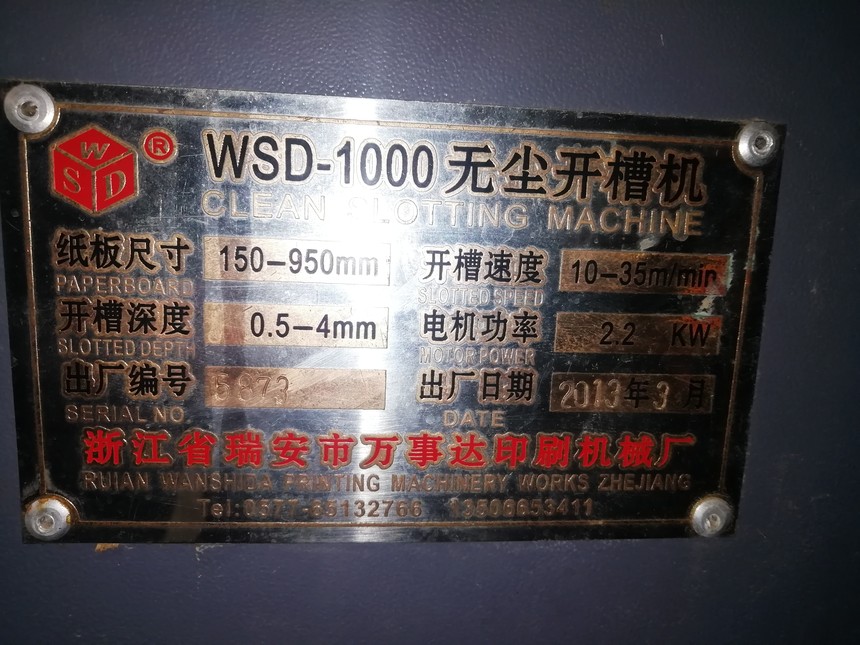 WSD ® WSD-1000 无尘开槽机
CLEAN SLOTTING MACHINE
纸板尺寸 150-950mm 开槽速度 10-35m/min
PAPERBOARD SLOTTED SPEED
开槽深度 0.5-4mm 电机功率 2.2 KW
SLOTTED DEPTH MOTOR POWER
出厂编号 5873 出厂日期 2013年3月
SERIAL NO. DATE
浙江省瑞安市万事达印刷机械厂
RUIAN WANSHIDA PRINTING MACHINERY WORKS ZHEJIANG
Tel:0577-65132766